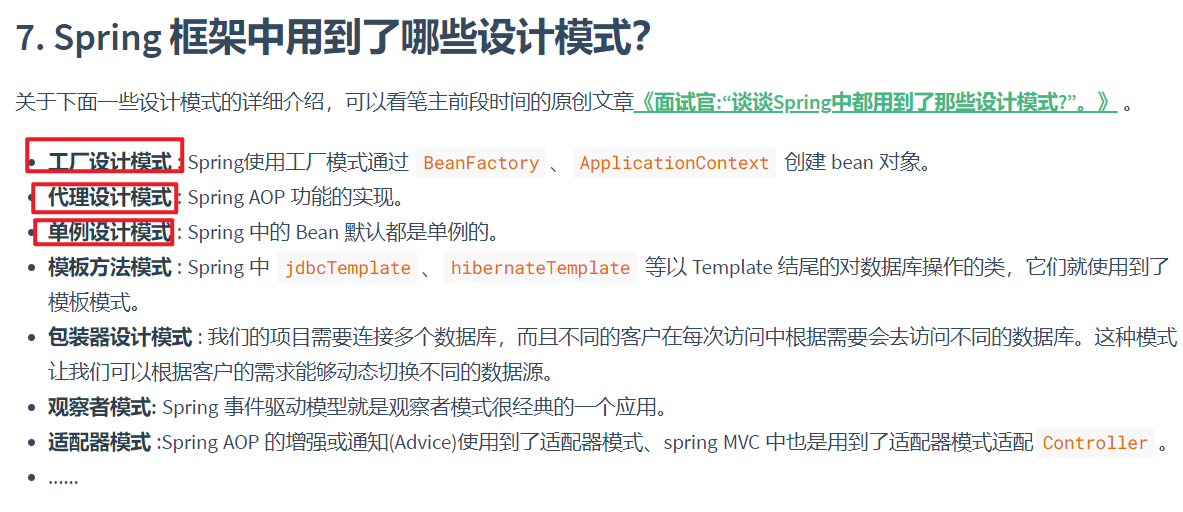 7. Spring 框架中用到了哪些设计模式？
关于下面一些设计模式的详细介绍，可以看笔主前段时间的原创文章《面试官:“谈谈Spring中都用到了那些设计模式?”。》 。
• 工厂设计模式 : Spring使用工厂模式通过 BeanFactory 、 ApplicationContext 创建 bean 对象。
• 代理设计模式 : Spring AOP 功能的实现。
• 单例设计模式 : Spring 中的 Bean 默认都是单例的。
• 模板方法模式 : Spring 中 jdbcTemplate 、 hibernateTemplate 等以 Template 结尾的对数据库操作的类，它们就使用到了
模板模式。
• 包装器设计模式 : 我们的项目需要连接多个数据库，而且不同的客户在每次访问中根据需要会去访问不同的数据库。这种模式
让我们可以根据客户的需求能够动态切换不同的数据源。
• 观察者模式: Spring 事件驱动模型就是观察者模式很经典的一个应用。
• 适配器模式 :Spring AOP 的增强或通知(Advice)使用到了适配器模式、spring MVC 中也是用到了适配器模式适配 Controller 。
• ......